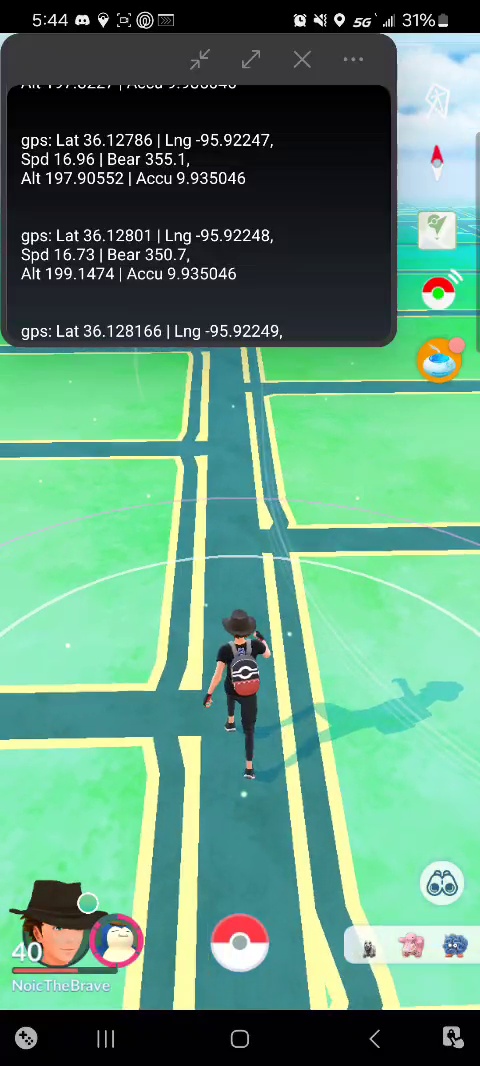 5:44
5G
31%
gps: Lat 36.12786 | Lng -95.92247,
Spd 16.96 | Bear 355.1,
Alt 197.90552 | Accu 9.935046
gps: Lat 36.12801 | Lng -95.92248,
Spd 16.73 | Bear 350.7,
Alt 199.1474 | Accu 9.935046
gps: Lat 36.128166 | Lng -95.92249,
40
NoicTheBrave